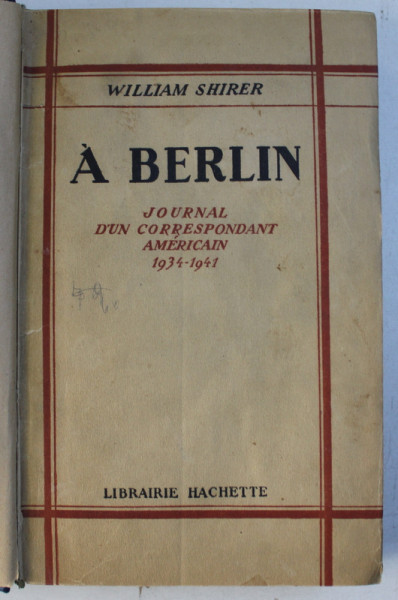 WILLIAM SHIRER
À BERLIN
JOURNAL
D'UN CORRESPONDANT
AMÉRICAIN
1934-1941
LIBRAIRIE HACHETTE